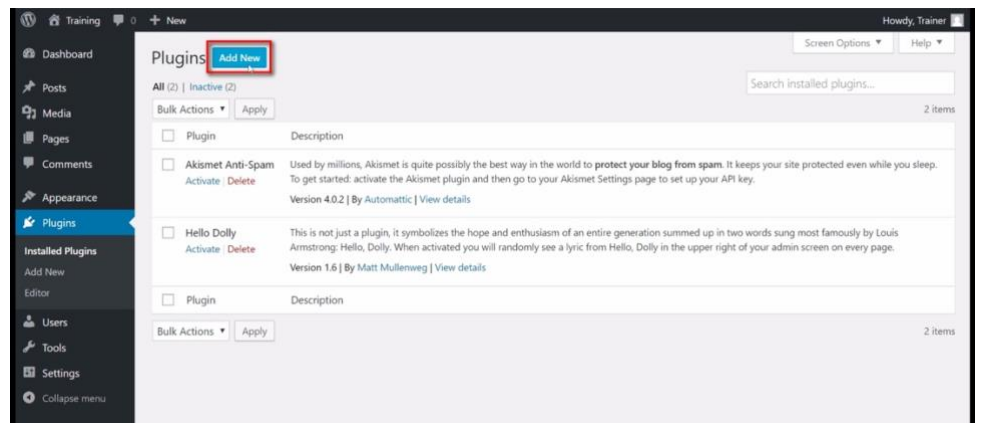 Training 0 + New Howdy, Trainer
Screen Options ▼ Help ▼
Dashboard
Posts
Media
Pages
Comments
Appearance
Plugins
Installed Plugins
Add New
Editor
Users
Tools
Settings
Collapse menu
Plugins Add New
All (2) | Inactive (2)
Search installed plugins...
Bulk Actions ▼ Apply 2 items
Plugin Description
Akismet Anti-Spam
Activate | Delete
Used by millions, Akismet is quite possibly the best way in the world to protect your blog from spam. It keeps your site protected even while you sleep.
To get started: activate the Akismet plugin and then go to your Akismet Settings page to set up your API key.
Version 4.0.2 | By Automattic | View details
Hello Dolly
Activate | Delete
This is not just a plugin, it symbolizes the hope and enthusiasm of an entire generation summed up in two words sung most famously by Louis
Armstrong: Hello, Dolly. When activated you will randomly see a lyric from Hello, Dolly in the upper right of your admin screen on every page.
Version 1.6 | By Matt Mullenweg | View details
Plugin Description
Bulk Actions ▼ Apply 2 items